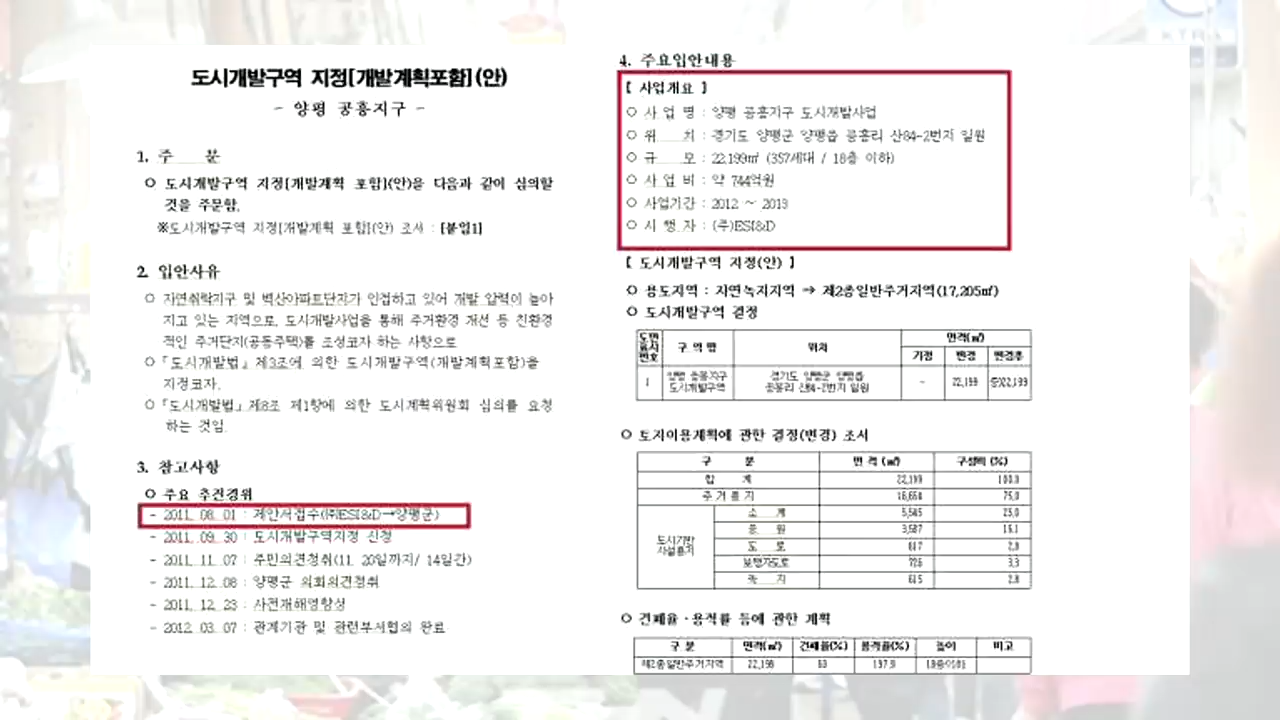 도시개발구역 지정[개발계획포함](안)
- 양평 공흥지구 -
1. 주 문
○ 도시개발구역 지정[개발계획 포함](안)을 다음과 같이 심의할
것을 주문함.
※도시개발구역 지정[개발계획 포함](안) 조서 : [붙임1]
2. 입안사유
○ 자연취락지구 및 벽산아파트단지가 인접하고 있어 개발 압력이 높아
지고 있는 지역으로, 도시개발사업을 통해 주거환경 개선 등 친환경
적인 주거단지(공동주택)를 조성코자 하는 사항으로
○『도시개발법』제3조에 의한 도시개발구역(개발계획포함)을
지정코자.
○『도시개발법』제8조 제1항에 의한 도시계획위원회 심의를 요청
하는 것임.
3. 참고사항
○ 주요 추진경위
- 2011. 08. 01 : 제안서접수((주)ESI&D→양평군)
- 2011. 09. 30 : 도시개발구역지정 신청
- 2011. 11. 07 : 주민의견청취(11. 20일까지/ 14일간)
- 2011. 12. 08 : 양평군 의회의견청취
- 2011. 12. 23 : 사전재해영향성
- 2012. 03. 07 : 관계기관 및 관련부서협의 완료
4. 주요입안내용
[ 사업개요 ]
○ 사 업 명 : 양평 공흥지구 도시개발사업
○ 위 치 : 경기도 양평군 양평읍 공흥리 산84-2번지 일원
○ 규 모 : 22,199㎡ (357세대 / 18층 이하)
○ 사 업 비 : 약 744억원
○ 사업기간 : 2012 ~ 2013
○ 시 행 자 : (주)ESI&D
[ 도시개발구역 지정(안) ]
○ 용도지역 : 자연녹지지역 → 제2종일반주거지역(17,205㎡)
○ 도시개발구역 결정
도면표시번호 구 역 명 위치 면적(㎡)
기정 변경 변경후
1 양평 공흥지구 도시개발구역 경기도 양평군 양평읍 공흥리 산84-2번지 일원 - 22,199 증)22,199
○ 토지이용계획에 관한 결정(변경) 조서
구 분 면 적 (㎡) 구성비 (%)
합 계 22,199 100.0
주 거 용 지 16,654 75.0
도시기반시설용지 소 계 5,545 25.0
공 원 3,587 16.1
도 로 617 2.8
보행자도로 726 3.3
녹 지 615 2.8
○ 건폐율·용적률 등에 관한 계획
구 분 면적(㎡) 건폐율(%) 용적률(%) 높이 비고
제2종일반주거지역 22,199 60 197.9 18층이하